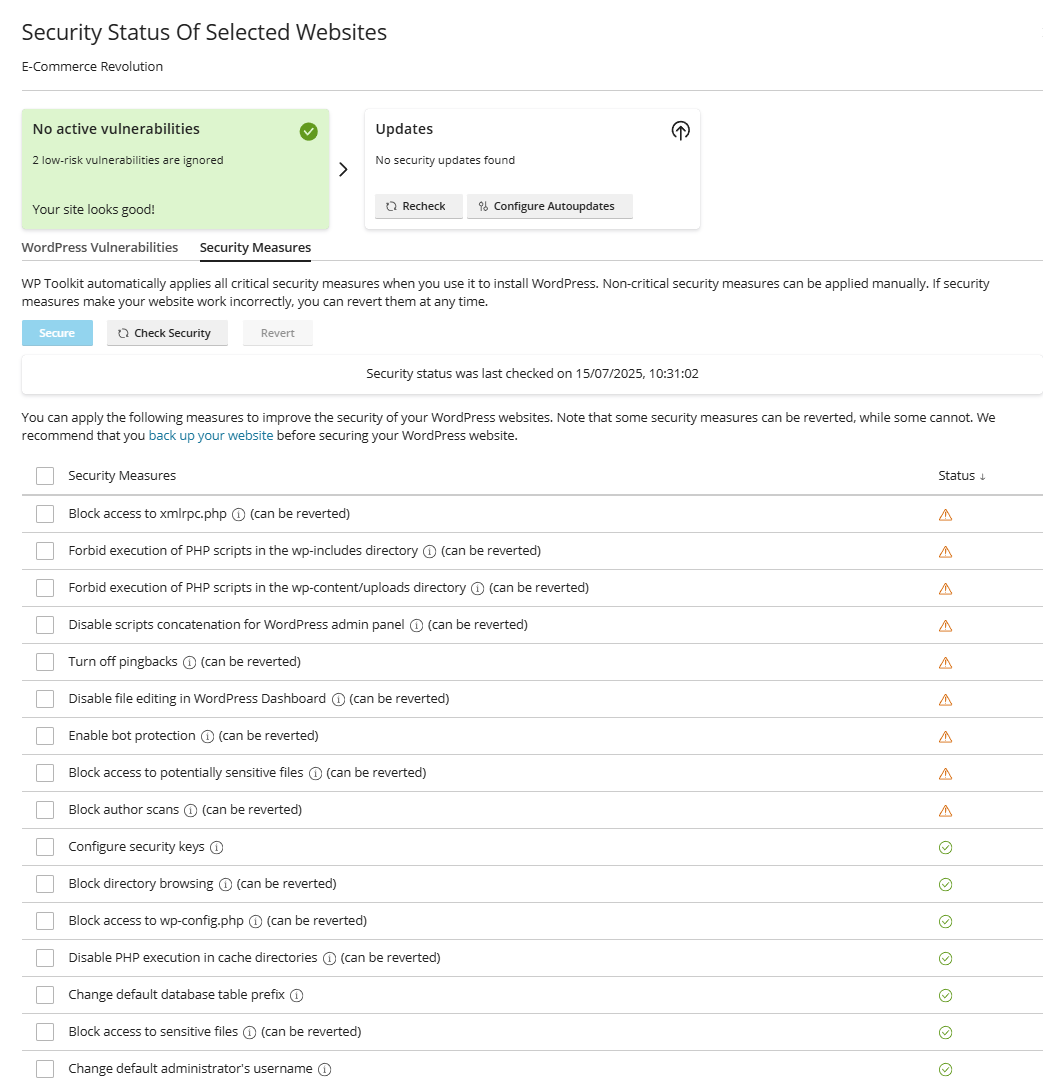 Security Status Of Selected Websites
E-Commerce Revolution
No active vulnerabilities
2 low-risk vulnerabilities are ignored
Your site looks good!
Updates
No security updates found
Recheck
Configure Autoupdates
WordPress Vulnerabilities
Security Measures
WP Toolkit automatically applies all critical security measures when you use it to install WordPress. Non-critical security measures can be applied manually. If security
measures make your website work incorrectly, you can revert them at any time.
Secure
Check Security
Revert
Security status was last checked on 15/07/2025, 10:31:02
You can apply the following measures to improve the security of your WordPress websites. Note that some security measures can be reverted, while some cannot. We
recommend that you back up your website before securing your WordPress website.
Security Measures Status ↓
Block access to xmlrpc.php (can be reverted)
Forbid execution of PHP scripts in the wp-includes directory (can be reverted)
Forbid execution of PHP scripts in the wp-content/uploads directory (can be reverted)
Disable scripts concatenation for WordPress admin panel (can be reverted)
Turn off pingbacks (can be reverted)
Disable file editing in WordPress Dashboard (can be reverted)
Enable bot protection (can be reverted)
Block access to potentially sensitive files (can be reverted)
Block author scans (can be reverted)
Configure security keys
Block directory browsing (can be reverted)
Block access to wp-config.php (can be reverted)
Disable PHP execution in cache directories (can be reverted)
Change default database table prefix
Block access to sensitive files (can be reverted)
Change default administrator's username